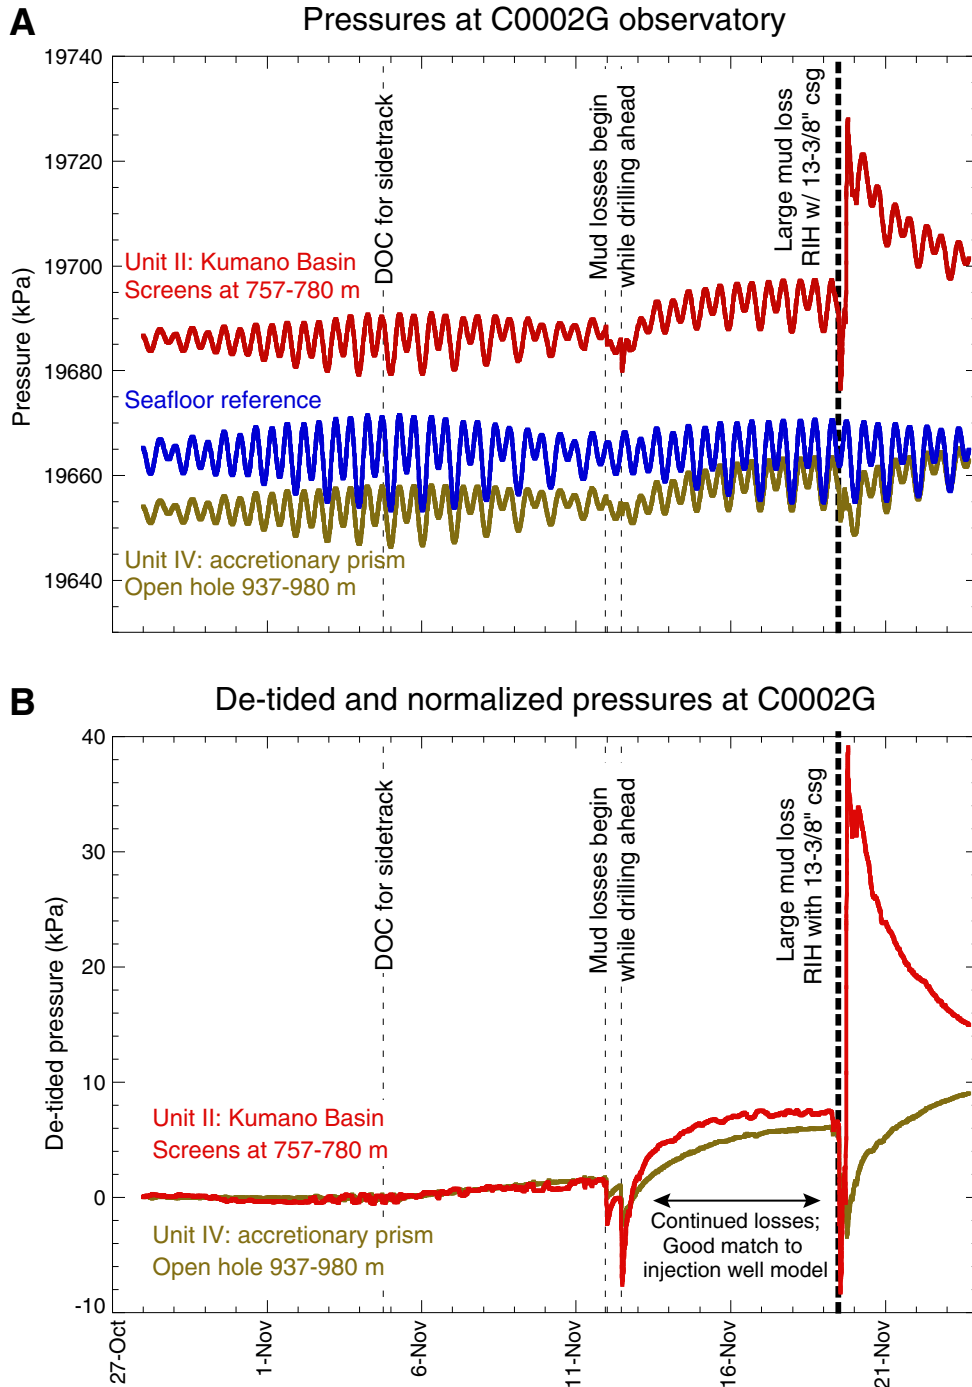 A
Pressures at C0002G observatory
19740
19720
19700
19680
19660
19640
Pressure (kPa)
DOC for sidetrack
Mud losses begin
while drilling ahead
Large mud loss
RIH w/ 13-3/8" csg
Unit II: Kumano Basin
Screens at 757-780 m
Seafloor reference
Unit IV: accretionary prism
Open hole 937-980 m
B
De-tided and normalized pressures at C0002G
40
30
20
10
0
-10
De-tided pressure (kPa)
DOC for sidetrack
Mud losses begin
while drilling ahead
Large mud loss
RIH with 13-3/8" csg
Unit II: Kumano Basin
Screens at 757-780 m
Unit IV: accretionary prism
Open hole 937-980 m
Continued losses;
Good match to
injection well model
27-Oct
1-Nov
6-Nov
11-Nov
16-Nov
21-Nov